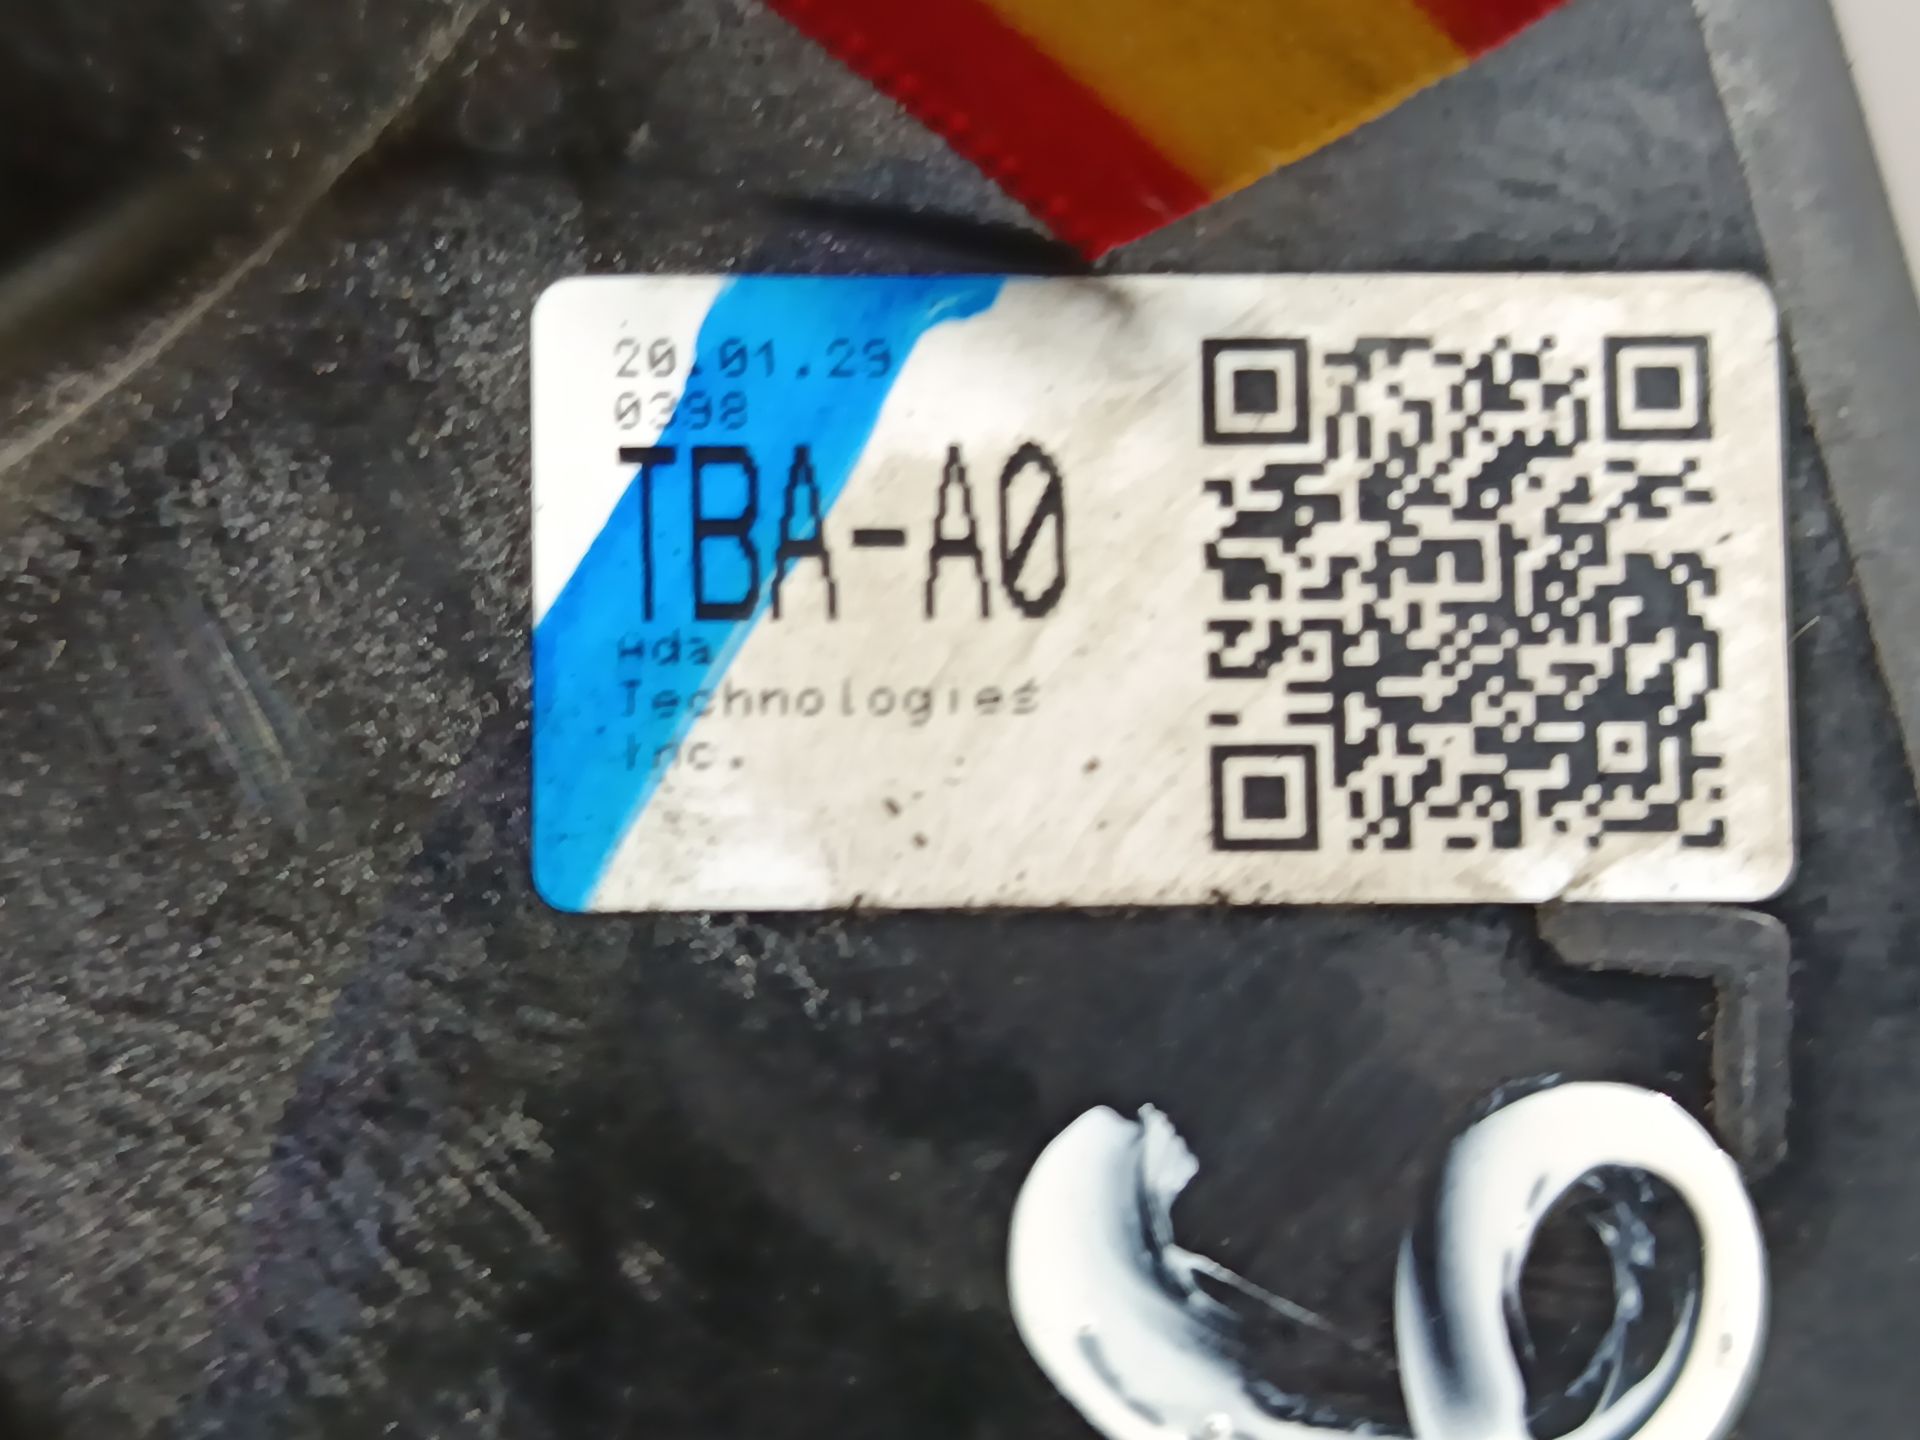 20.01.29
0398
TBA-A0
Ada
Technologies
Inc.